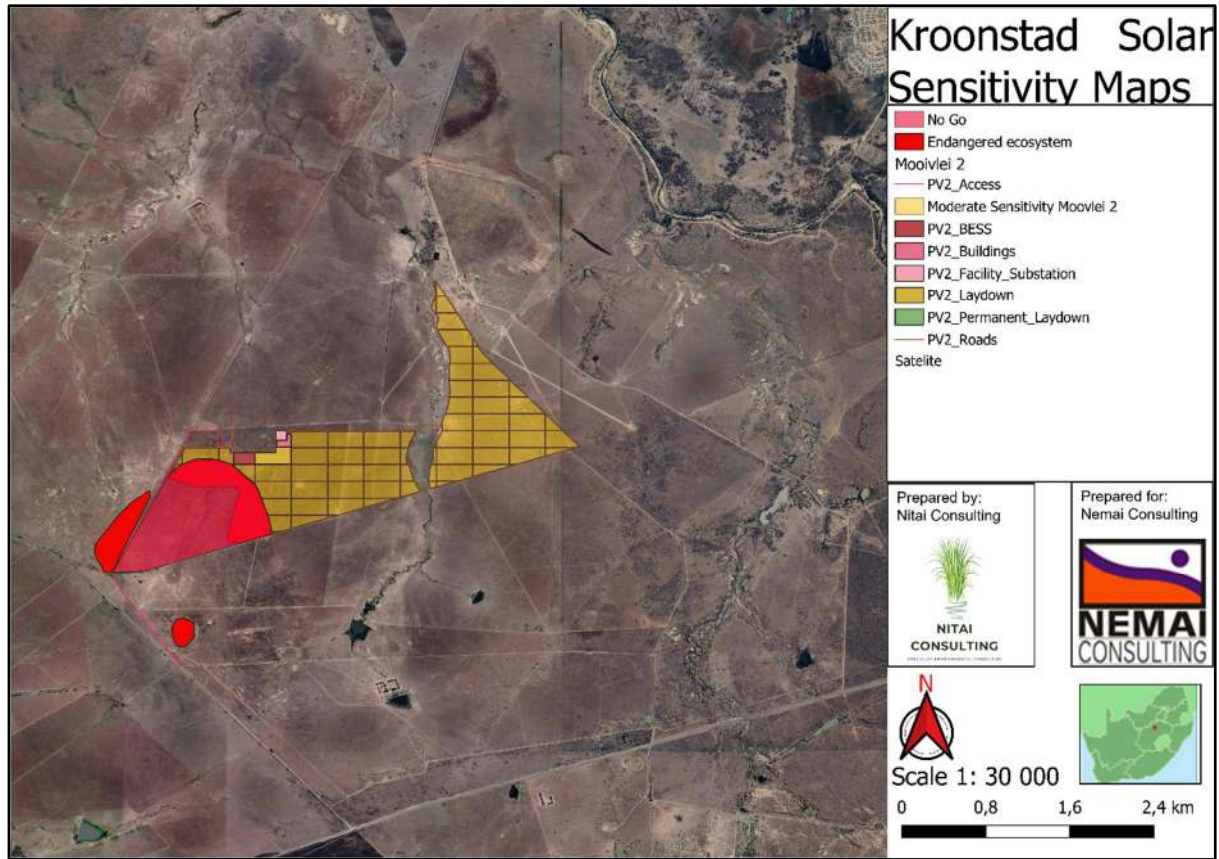 Kroonstad Solar
Sensitivity Maps
No Go
Endangered ecosystem
Mooivlei 2
PV2_Access
Moderate Sensitivity Moovlei 2
PV2_BESS
PV2_Buildings
PV2_Facility_Substation
PV2_Laydown
PV2_Permanent_Laydown
PV2_Roads
Satelite
Prepared by:
Nitai Consulting
NITAI
CONSULTING
Prepared for:
Nemai Consulting
NEMAI
CONSULTING
N
Scale 1: 30 000
0 0,8 1,6 2,4 km